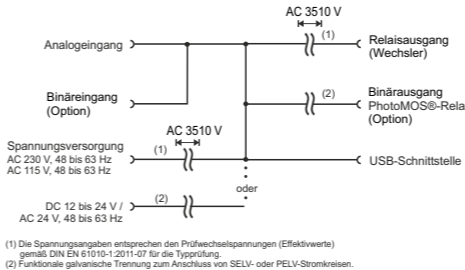 AC 3510 V
(1)
Analogeingang
Relaisausgang
(Wechsler)
Binäreingang
(Option)
(2)
Binärausgang
PhotoMOS®-Rela
(Option)
AC 3510 V
Spannungsversorgung
AC 230 V, 48 bis 63 Hz
AC 115 V, 48 bis 63 Hz
(1)
USB-Schnittstelle
oder
DC 12 bis 24 V /
AC 24 V, 48 bis 63 Hz
(2)
(1) Die Spannungsangaben entsprechen den Prüfwechselspannungen (Effektivwerte)
gemäß DIN EN 61010-1:2011-07 für die Typprüfung.
(2) Funktionale galvanische Trennung zum Anschluss von SELV- oder PELV-Stromkreisen.